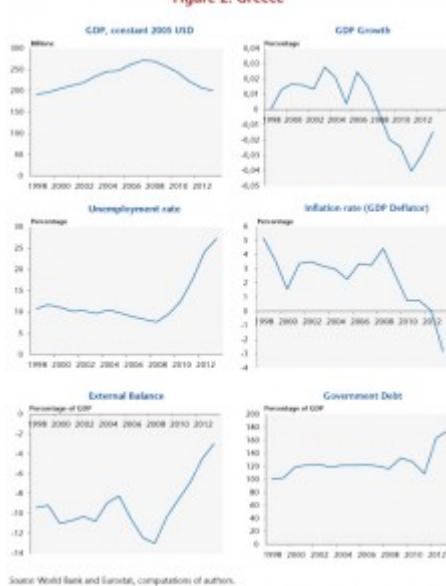 Figure 2: Greece
GDP, constant 2005 USD
Billions
300
250
200
150
100
50
0
1998 2000 2002 2004 2006 2008 2010 2012
GDP Growth
Percentage
0,04
0,03
0,02
0,01
0
-0,01
-0,02
-0,03
-0,04
-0,05
1998 2000 2002 2004 2006 2008 2010 2012
Unemployment rate
Percentage
30
25
20
15
10
5
0
1998 2000 2002 2004 2006 2008 2010 2012
Inflation rate (GDP Deflator)
Percentage
6
5
4
3
2
1
0
-1
-2
-3
-4
1998 2000 2002 2004 2006 2008 2010 2012
External Balance
Percentage of GDP
0
-2
-4
-6
-8
-10
-12
-14
1998 2000 2002 2004 2006 2008 2010 2012
Government Debt
Percentage of GDP
200
180
160
140
120
100
80
60
40
20
0
1998 2000 2002 2004 2006 2008 2010 2012
Source: World Bank and Eurostat, computations of authors.